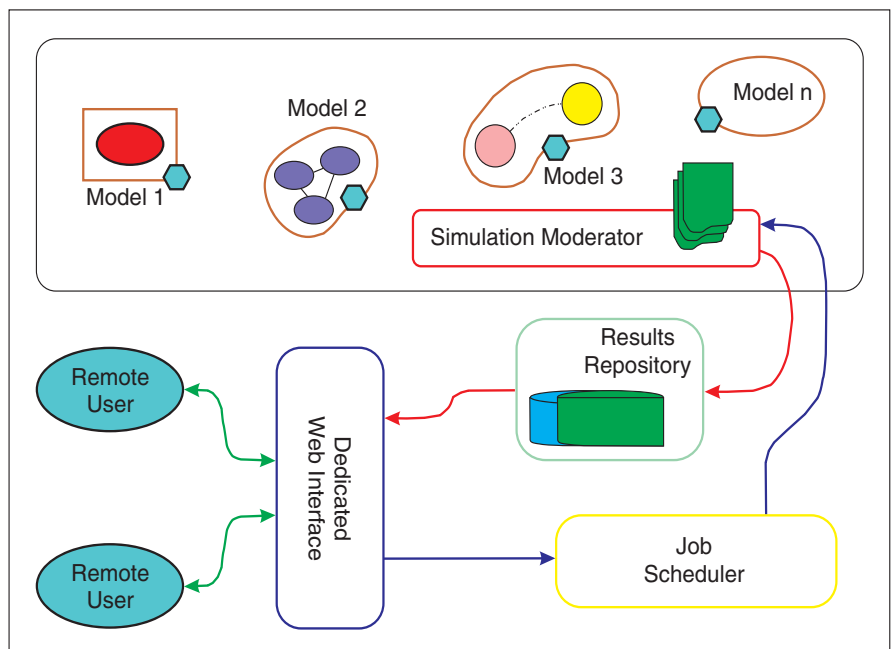 Model 1
Model 2
Model 3
Model n
Simulation Moderator
Remote
User
Remote
User
Dedicated
Web Interface
Results
Repository
Job
Scheduler